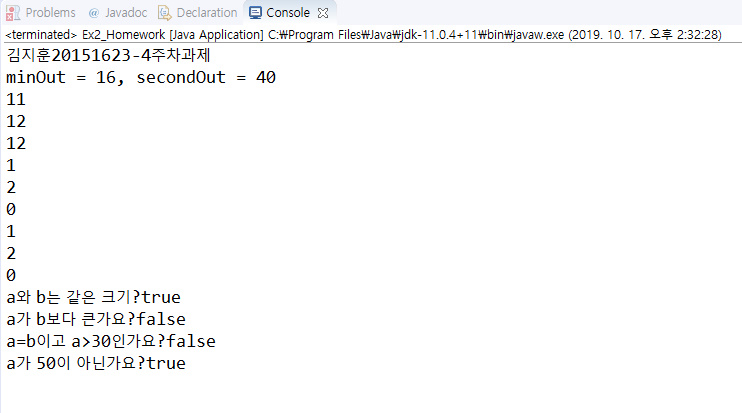 Problems @ Javadoc Declaration Console
<terminated> Ex2_Homework [Java Application] C:₩Program Files₩Java₩jdk-11.0.4+11₩bin₩javaw.exe (2019. 10. 17. 오후 2:32:28)
김지훈20151623-4주차과제
minOut = 16, secondOut = 40
11
12
12
1
2
0
1
2
0
a와 b는 같은 크기?true
a가 b보다 큰가요?false
a=b이고 a>30인가요?false
a가 50이 아닌가요?true